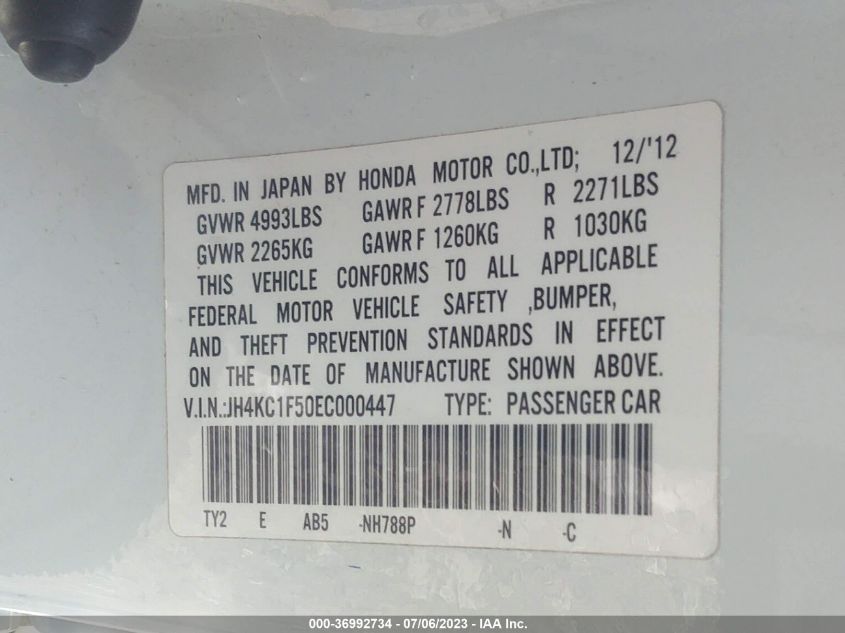 MFD. IN JAPAN BY HONDA MOTOR CO.,LTD; 12/'12
GVWR 4993LBS GAWR F 2778LBS R 2271LBS
GVWR 2265KG GAWR F 1260KG R 1030KG
THIS VEHICLE CONFORMS TO ALL APPLICABLE
FEDERAL MOTOR VEHICLE SAFETY ,BUMPER,
AND THEFT PREVENTION STANDARDS IN EFFECT
ON THE DATE OF MANUFACTURE SHOWN ABOVE.
V.I.N.:JH4KC1F50EC000447 TYPE: PASSENGER CAR
TY2 E AB5 -NH788P -N -C
000-36992734 - 07/06/2023 - IAA Inc.